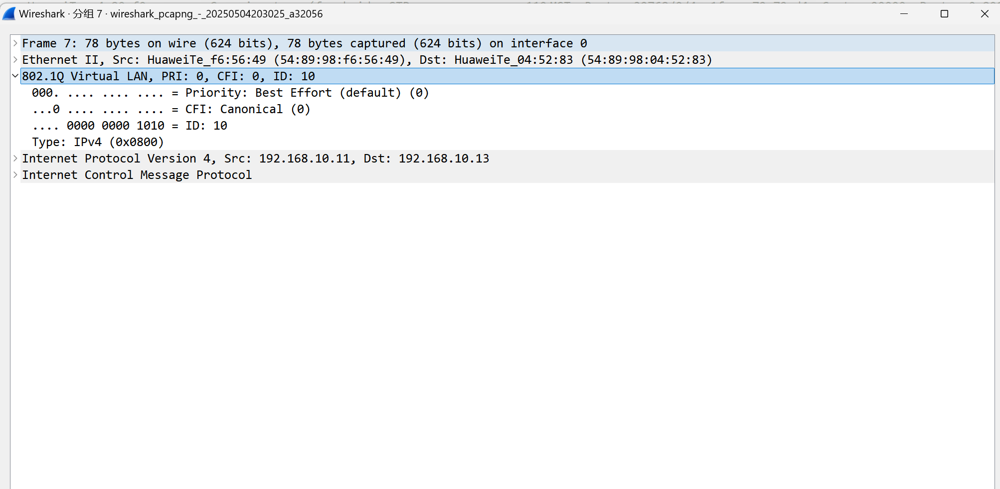 Wireshark · 分组 7 · wireshark_pcapng_-_20250504203025_a32056
Frame 7: 78 bytes on wire (624 bits), 78 bytes captured (624 bits) on interface 0
Ethernet II, Src: HuaweiTe_f6:56:49 (54:89:98:f6:56:49), Dst: HuaweiTe_04:52:83 (54:89:98:04:52:83)
802.1Q Virtual LAN, PRI: 0, CFI: 0, ID: 10
000. .... .... .... = Priority: Best Effort (default) (0)
...0 .... .... .... = CFI: Canonical (0)
.... 0000 0000 1010 = ID: 10
Type: IPv4 (0x0800)
Internet Protocol Version 4, Src: 192.168.10.11, Dst: 192.168.10.13
Internet Control Message Protocol